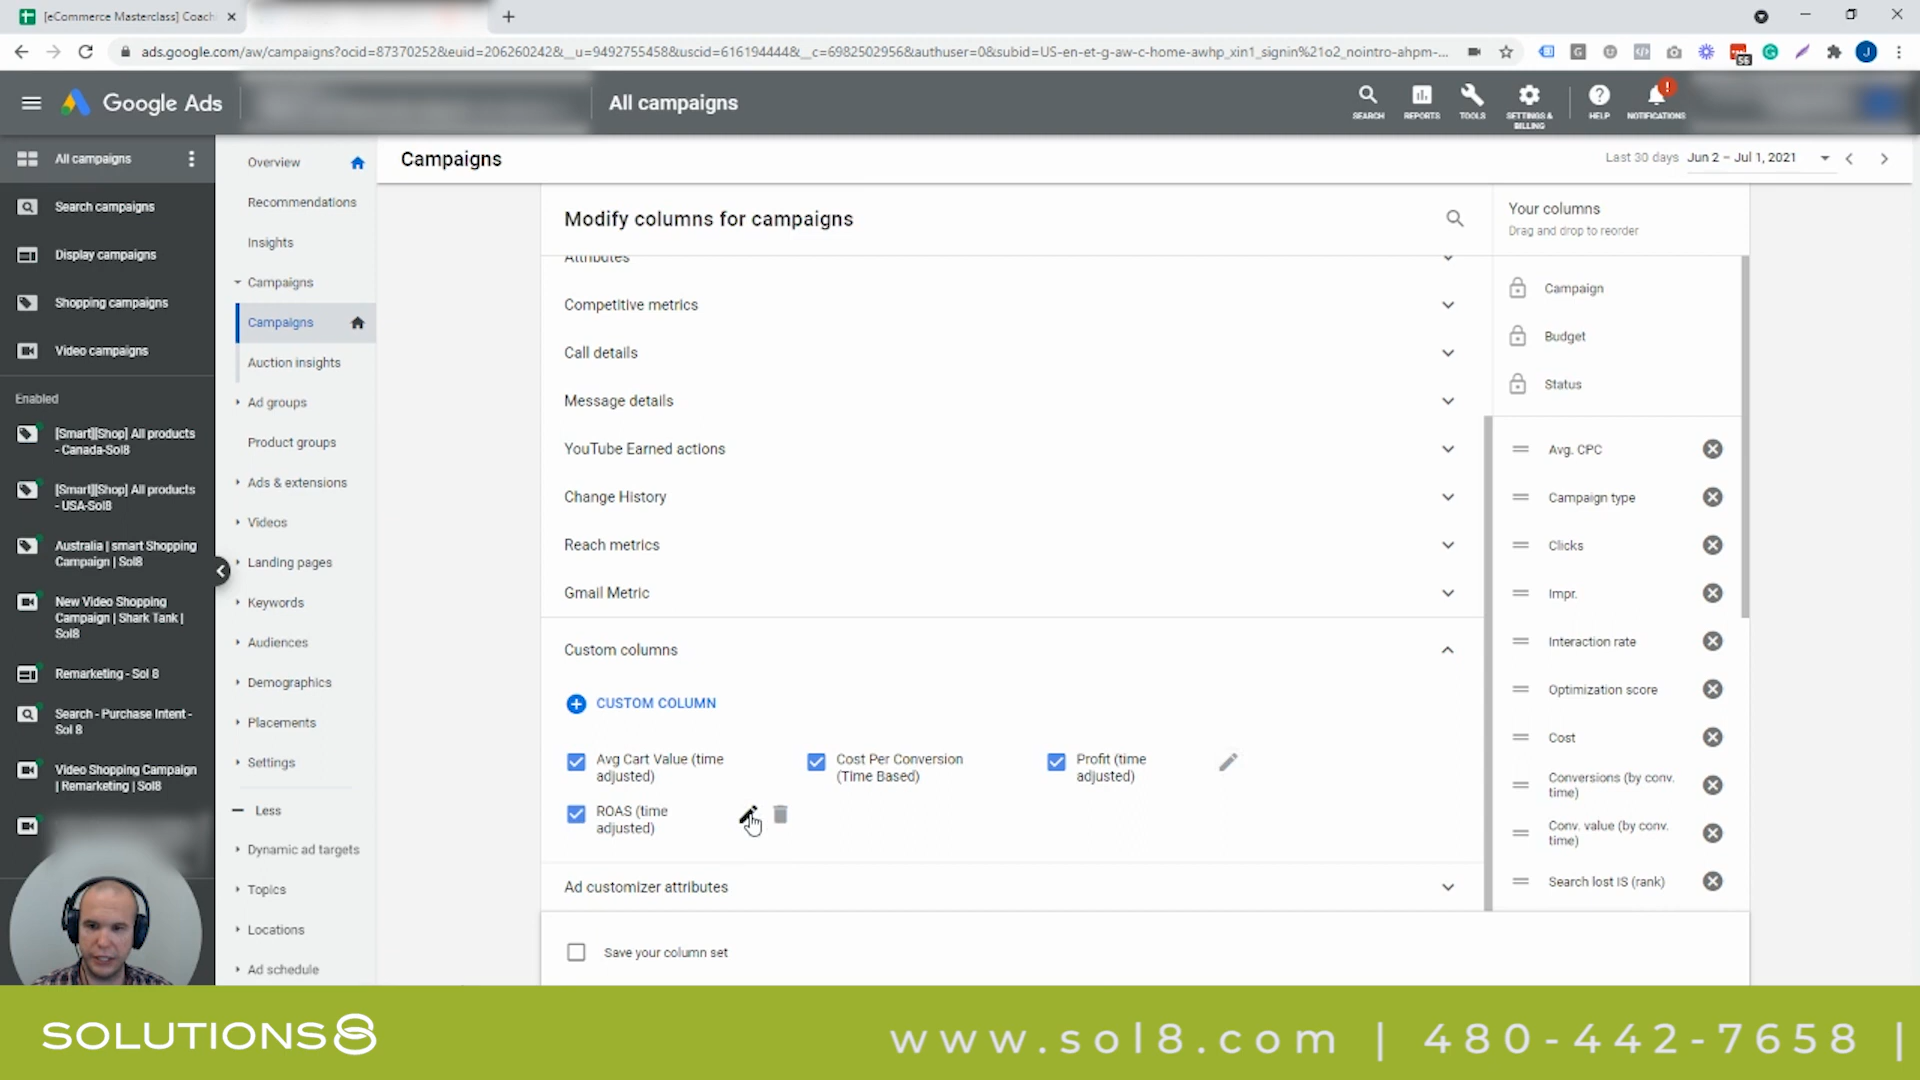 [eCommerce Masterclass] Coachi
ads.google.com/aw/campaigns?ocid=87370252&euid=206260242&__u=9492755458&uscid=616194444&__c=6982502956&authuser=0&subid=US-en-et-g-aw-c-home-awhp_xin1_signin%21o2_nointro-ahpm-...
56
J
Google Ads
All campaigns
SEARCH
REPORTS
TOOLS
SETTINGS & BILLING
HELP
NOTIFICATIONS
All campaigns
Search campaigns
Display campaigns
Shopping campaigns
Video campaigns
Enabled
[Smart][Shop] All products
- Canada-Sol8
[Smart][Shop] All products
- USA-Sol8
Australia | smart Shopping
Campaign | Sol8
New Video Shopping
Campaign | Shark Tank |
Sol8
Remarketing - Sol 8
Search - Purchase Intent -
Sol 8
Video Shopping Campaign
| Remarketing | Sol8
Overview
Recommendations
Insights
Campaigns
Campaigns
Auction insights
Ad groups
Product groups
Ads & extensions
Videos
Landing pages
Keywords
Audiences
Demographics
Placements
Settings
Less
Dynamic ad targets
Topics
Locations
Ad schedule
Campaigns
Last 30 days Jun 2 – Jul 1, 2021
Modify columns for campaigns
Attributes
Competitive metrics
Call details
Message details
YouTube Earned actions
Change History
Reach metrics
Gmail Metric
Custom columns
CUSTOM COLUMN
Avg Cart Value (time
adjusted)
Cost Per Conversion
(Time Based)
Profit (time
adjusted)
ROAS (time
adjusted)
Ad customizer attributes
Save your column set
Your columns
Drag and drop to reorder
Campaign
Budget
Status
Avg. CPC
Campaign type
Clicks
Impr.
Interaction rate
Optimization score
Cost
Conversions (by conv.
time)
Conv. value (by conv.
time)
Search lost IS (rank)
SOLUTIONS8
www.sol8.com | 480-442-7658 |